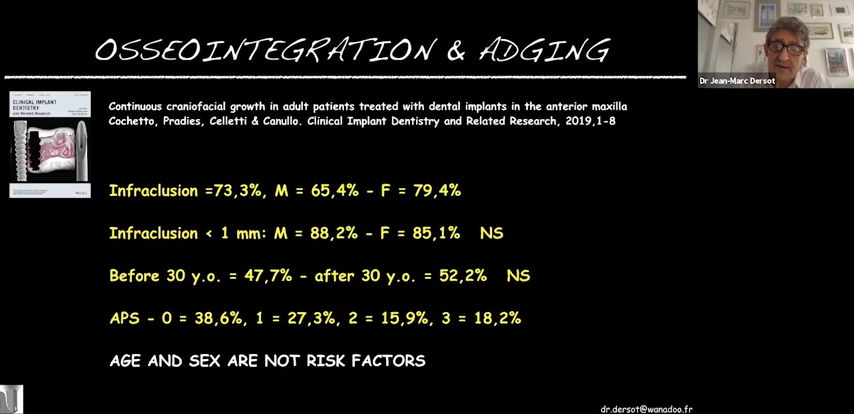 OSSEOINTEGRATION & ADGING
Dr Jean-Marc Dersot
CLINICAL IMPLANT
DENTISTRY
and Related Research
Continuous craniofacial growth in adult patients treated with dental implants in the anterior maxilla
Cochetto, Pradies, Celletti & Canullo. Clinical Implant Dentistry and Related Research, 2019,1-8
Infraclusion =73,3%, M = 65,4% - F = 79,4%
Infraclusion < 1 mm: M = 88,2% - F = 85,1% NS
Before 30 y.o. = 47,7% - after 30 y.o. = 52,2% NS
APS - 0 = 38,6%, 1 = 27,3%, 2 = 15,9%, 3 = 18,2%
AGE AND SEX ARE NOT RISK FACTORS
dr.dersot@wanadoo.fr